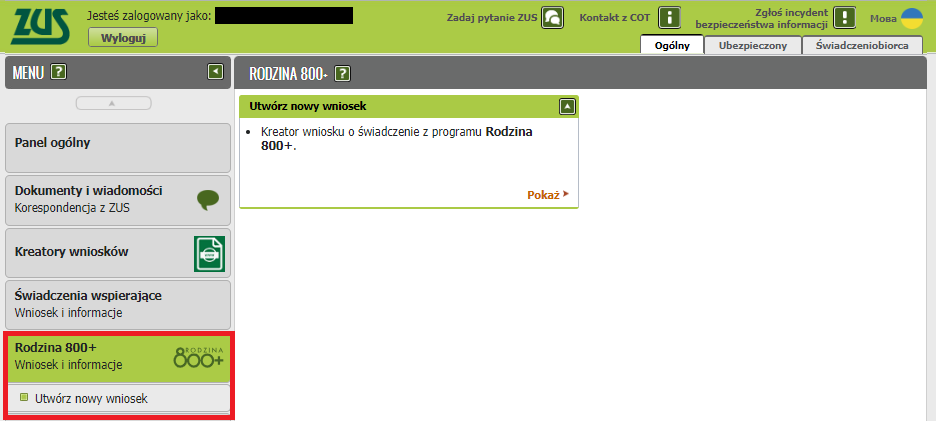 ZUS
Jesteś zalogowany jako:
Wyloguj
Zadaj pytanie ZUS
Kontakt z COT
Zgłoś incydent
bezpieczeństwa informacji
Мова
Ogólny
Ubezpieczony
Świadczeniobiorca
MENU ?
RODZINA 800+ ?
Panel ogólny
Dokumenty i wiadomości
Korespondencja z ZUS
Kreatory wniosków
Świadczenia wspierające
Wniosek i informacje
Rodzina 800+
Wniosek i informacje
RODZINA
800+
Utwórz nowy wniosek
Utwórz nowy wniosek
• Kreator wniosku o świadczenie z programu Rodzina
800+.
Pokaż